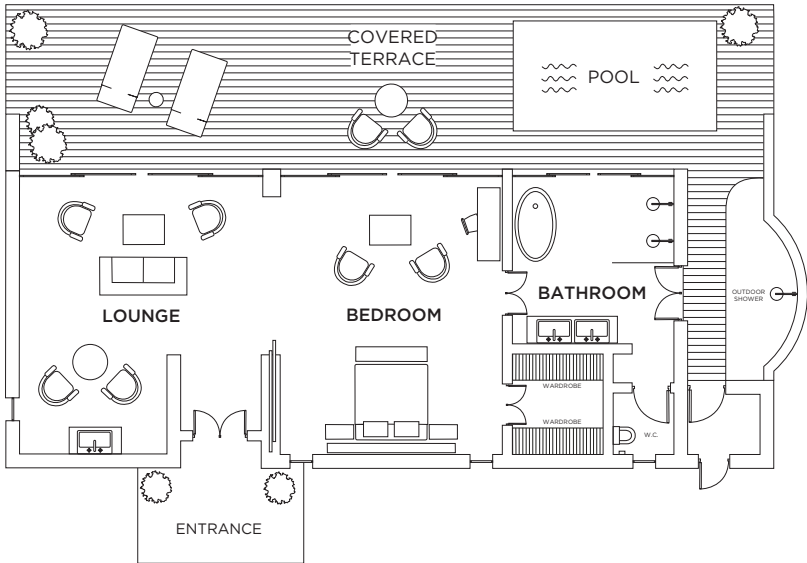 COVERED
TERRACE
POOL
OUTDOOR
SHOWER
LOUNGE
BEDROOM
BATHROOM
WARDROBE
WARDROBE
W.C.
ENTRANCE